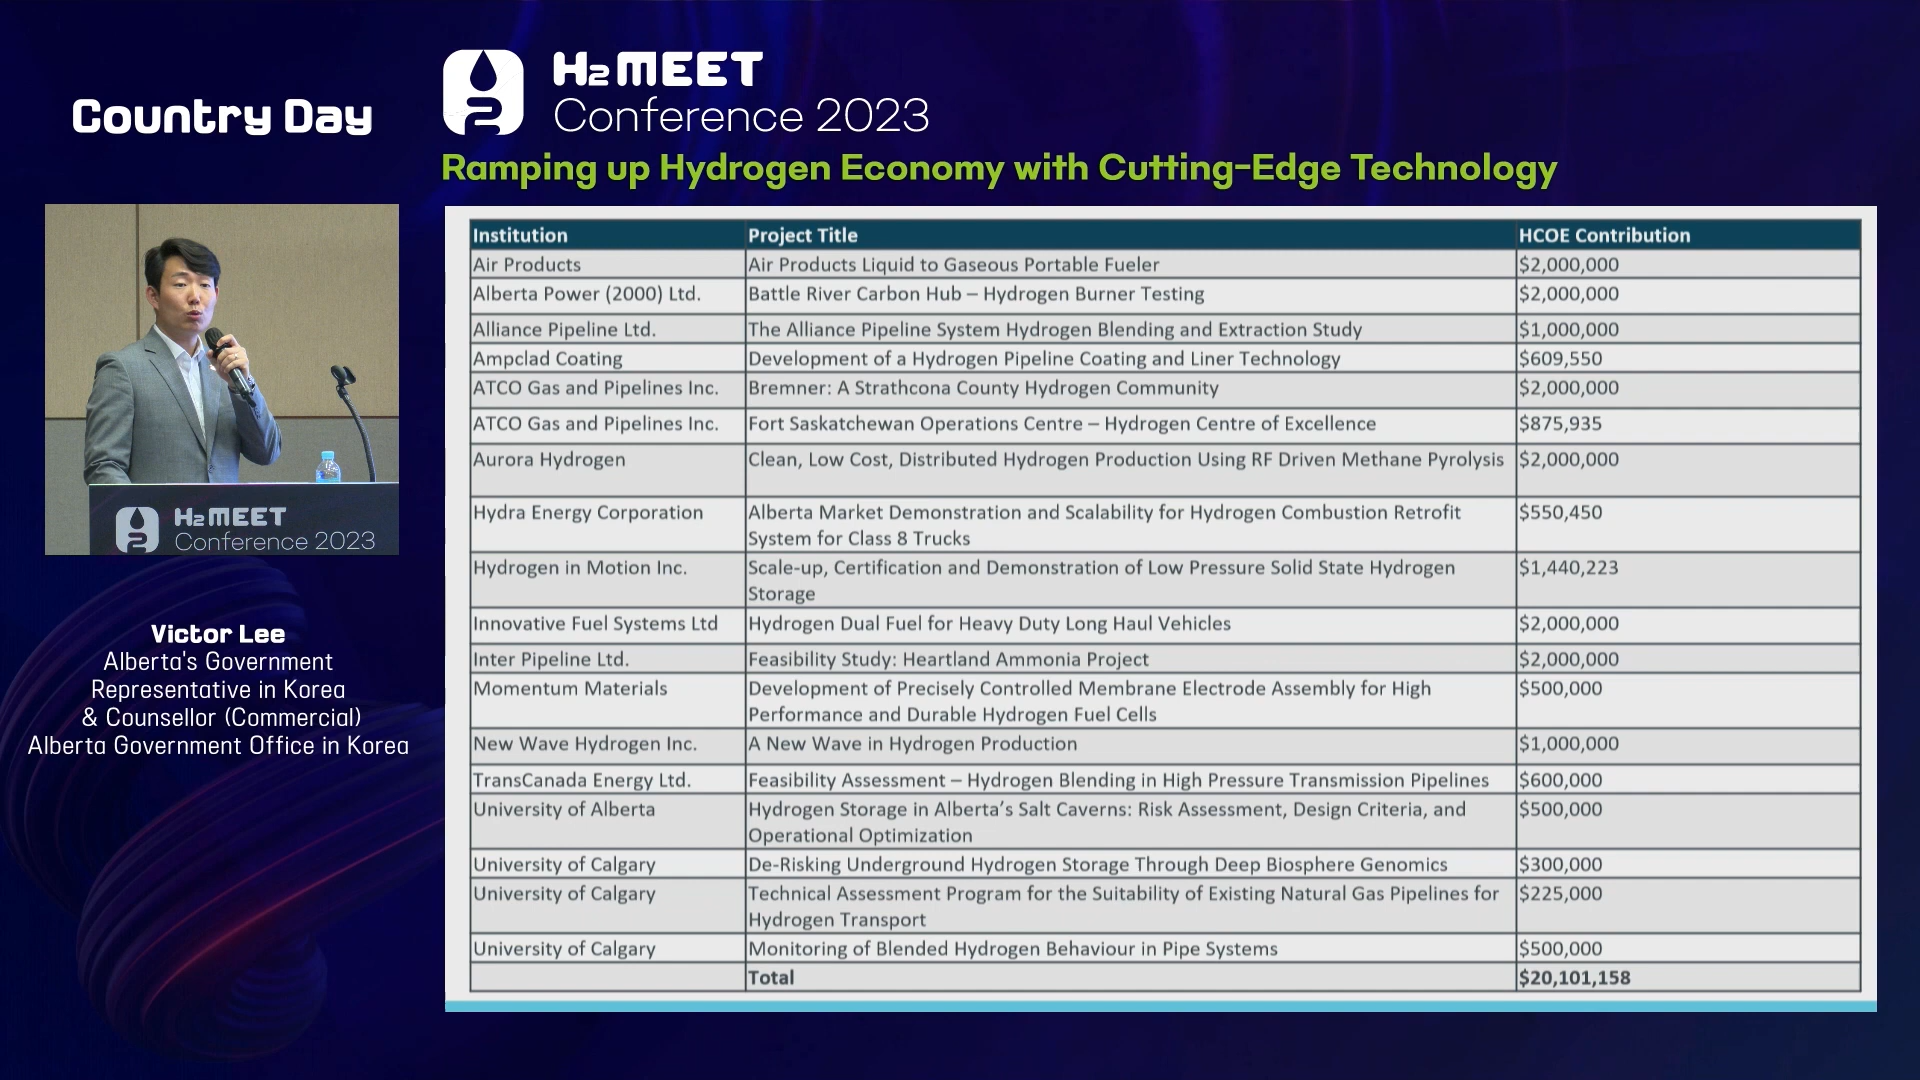 Country Day
H2 MEET
Conference 2023
Ramping up Hydrogen Economy with Cutting-Edge Technology
H2 MEET
Conference 2023
Victor Lee
Alberta's Government
Representative in Korea
& Counsellor (Commercial)
Alberta Government Office in Korea
Institution Project Title HCOE Contribution
Air Products Air Products Liquid to Gaseous Portable Fueler $2,000,000
Alberta Power (2000) Ltd. Battle River Carbon Hub – Hydrogen Burner Testing $2,000,000
Alliance Pipeline Ltd. The Alliance Pipeline System Hydrogen Blending and Extraction Study $1,000,000
Ampclad Coating Development of a Hydrogen Pipeline Coating and Liner Technology $609,550
ATCO Gas and Pipelines Inc. Bremner: A Strathcona County Hydrogen Community $2,000,000
ATCO Gas and Pipelines Inc. Fort Saskatchewan Operations Centre – Hydrogen Centre of Excellence $875,935
Aurora Hydrogen Clean, Low Cost, Distributed Hydrogen Production Using RF Driven Methane Pyrolysis $2,000,000
Hydra Energy Corporation Alberta Market Demonstration and Scalability for Hydrogen Combustion Retrofit $550,450
System for Class 8 Trucks
Hydrogen in Motion Inc. Scale-up, Certification and Demonstration of Low Pressure Solid State Hydrogen $1,440,223
Storage
Innovative Fuel Systems Ltd Hydrogen Dual Fuel for Heavy Duty Long Haul Vehicles $2,000,000
Inter Pipeline Ltd. Feasibility Study: Heartland Ammonia Project $2,000,000
Momentum Materials Development of Precisely Controlled Membrane Electrode Assembly for High $500,000
Performance and Durable Hydrogen Fuel Cells
New Wave Hydrogen Inc. A New Wave in Hydrogen Production $1,000,000
TransCanada Energy Ltd. Feasibility Assessment – Hydrogen Blending in High Pressure Transmission Pipelines $600,000
University of Alberta Hydrogen Storage in Alberta’s Salt Caverns: Risk Assessment, Design Criteria, and $500,000
Operational Optimization
University of Calgary De-Risking Underground Hydrogen Storage Through Deep Biosphere Genomics $300,000
University of Calgary Technical Assessment Program for the Suitability of Existing Natural Gas Pipelines for $225,000
Hydrogen Transport
University of Calgary Monitoring of Blended Hydrogen Behaviour in Pipe Systems $500,000
Total $20,101,158